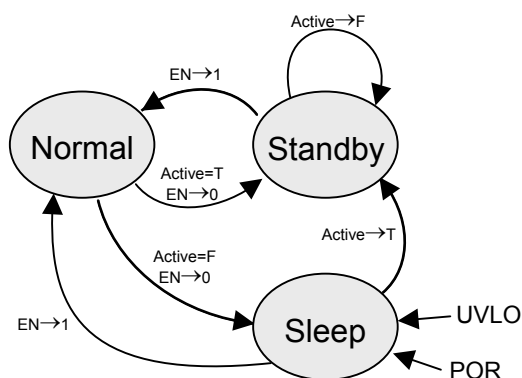 Active→F
EN→1
Normal
Standby
Active=T
EN→0
Active→T
Active=F
EN→0
EN→1
Sleep
UVLO
POR